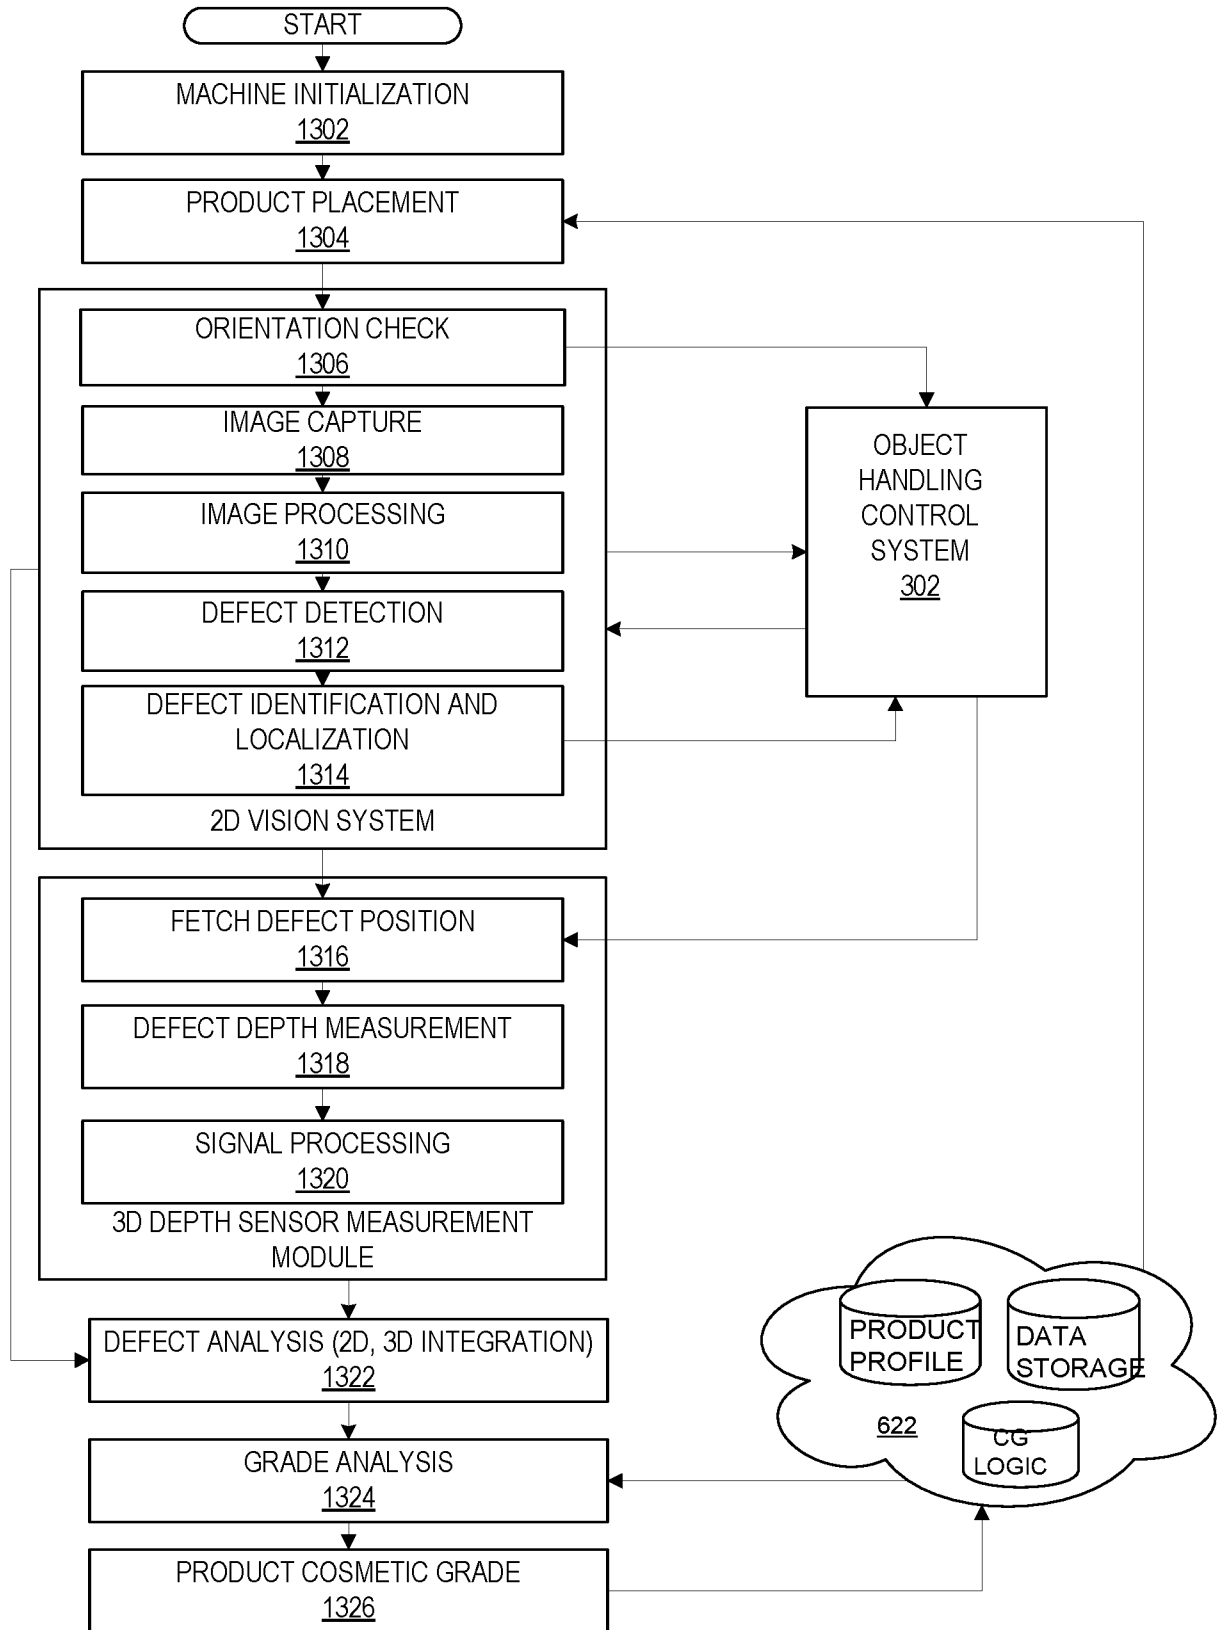 START
MACHINE INITIALIZATION
1302
PRODUCT PLACEMENT
1304
ORIENTATION CHECK
1306
IMAGE CAPTURE
1308
IMAGE PROCESSING
1310
DEFECT DETECTION
1312
DEFECT IDENTIFICATION AND
LOCALIZATION
1314
2D VISION SYSTEM
OBJECT
HANDLING
CONTROL
SYSTEM
302
FETCH DEFECT POSITION
1316
DEFECT DEPTH MEASUREMENT
1318
SIGNAL PROCESSING
1320
3D DEPTH SENSOR MEASUREMENT
MODULE
DEFECT ANALYSIS (2D, 3D INTEGRATION)
1322
GRADE ANALYSIS
1324
PRODUCT COSMETIC GRADE
1326
PRODUCT
PROFILE
DATA
STORAGE
622
CG
LOGIC